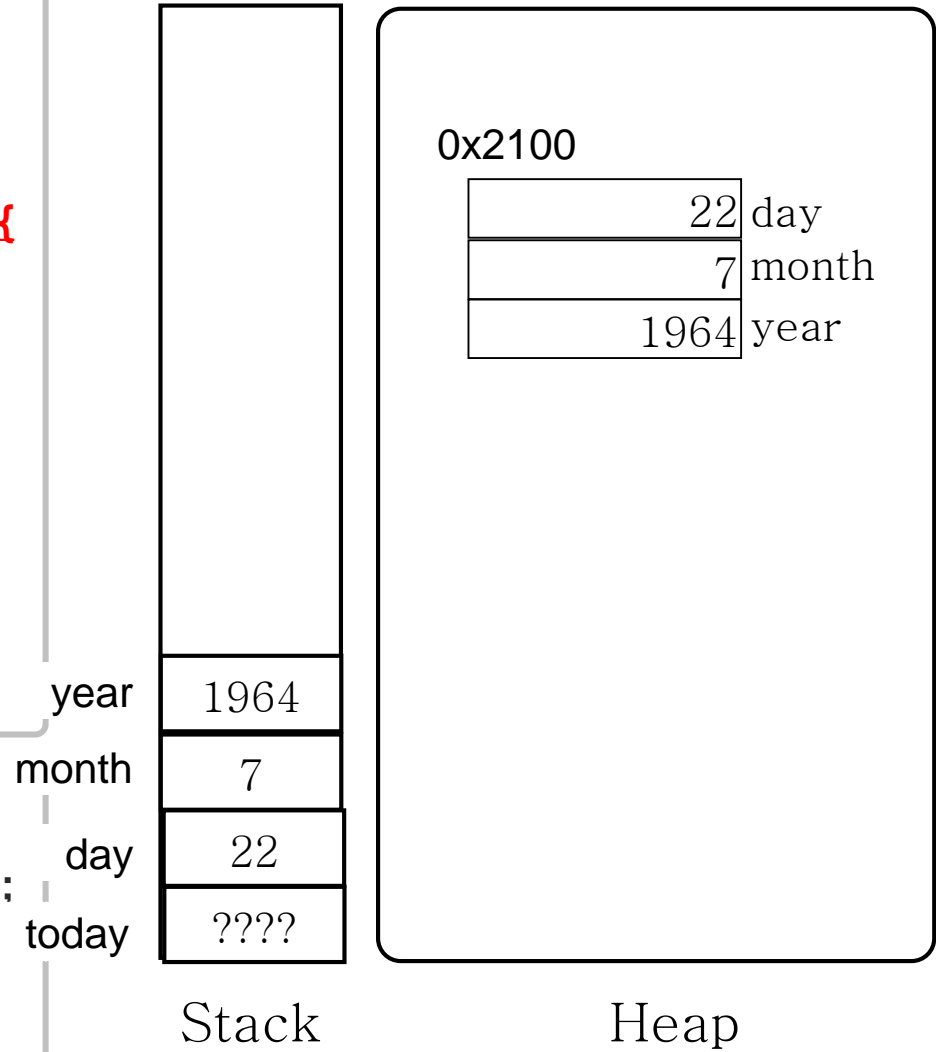 {
0x2100
22 day
7 month
1964 year
year 1964
month 7
day 22
;
today ????
Stack Heap